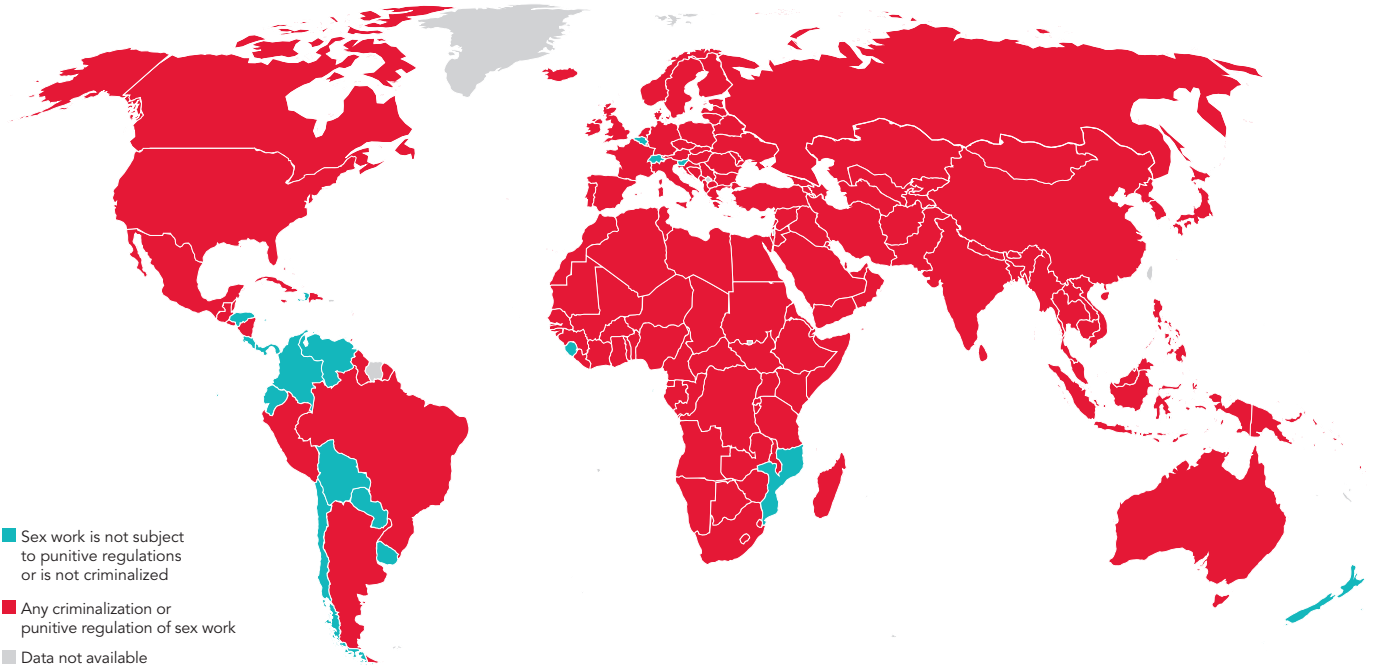 Sex work is not subject
to punitive regulations
or is not criminalized
Any criminalization or
punitive regulation of sex work
Data not available